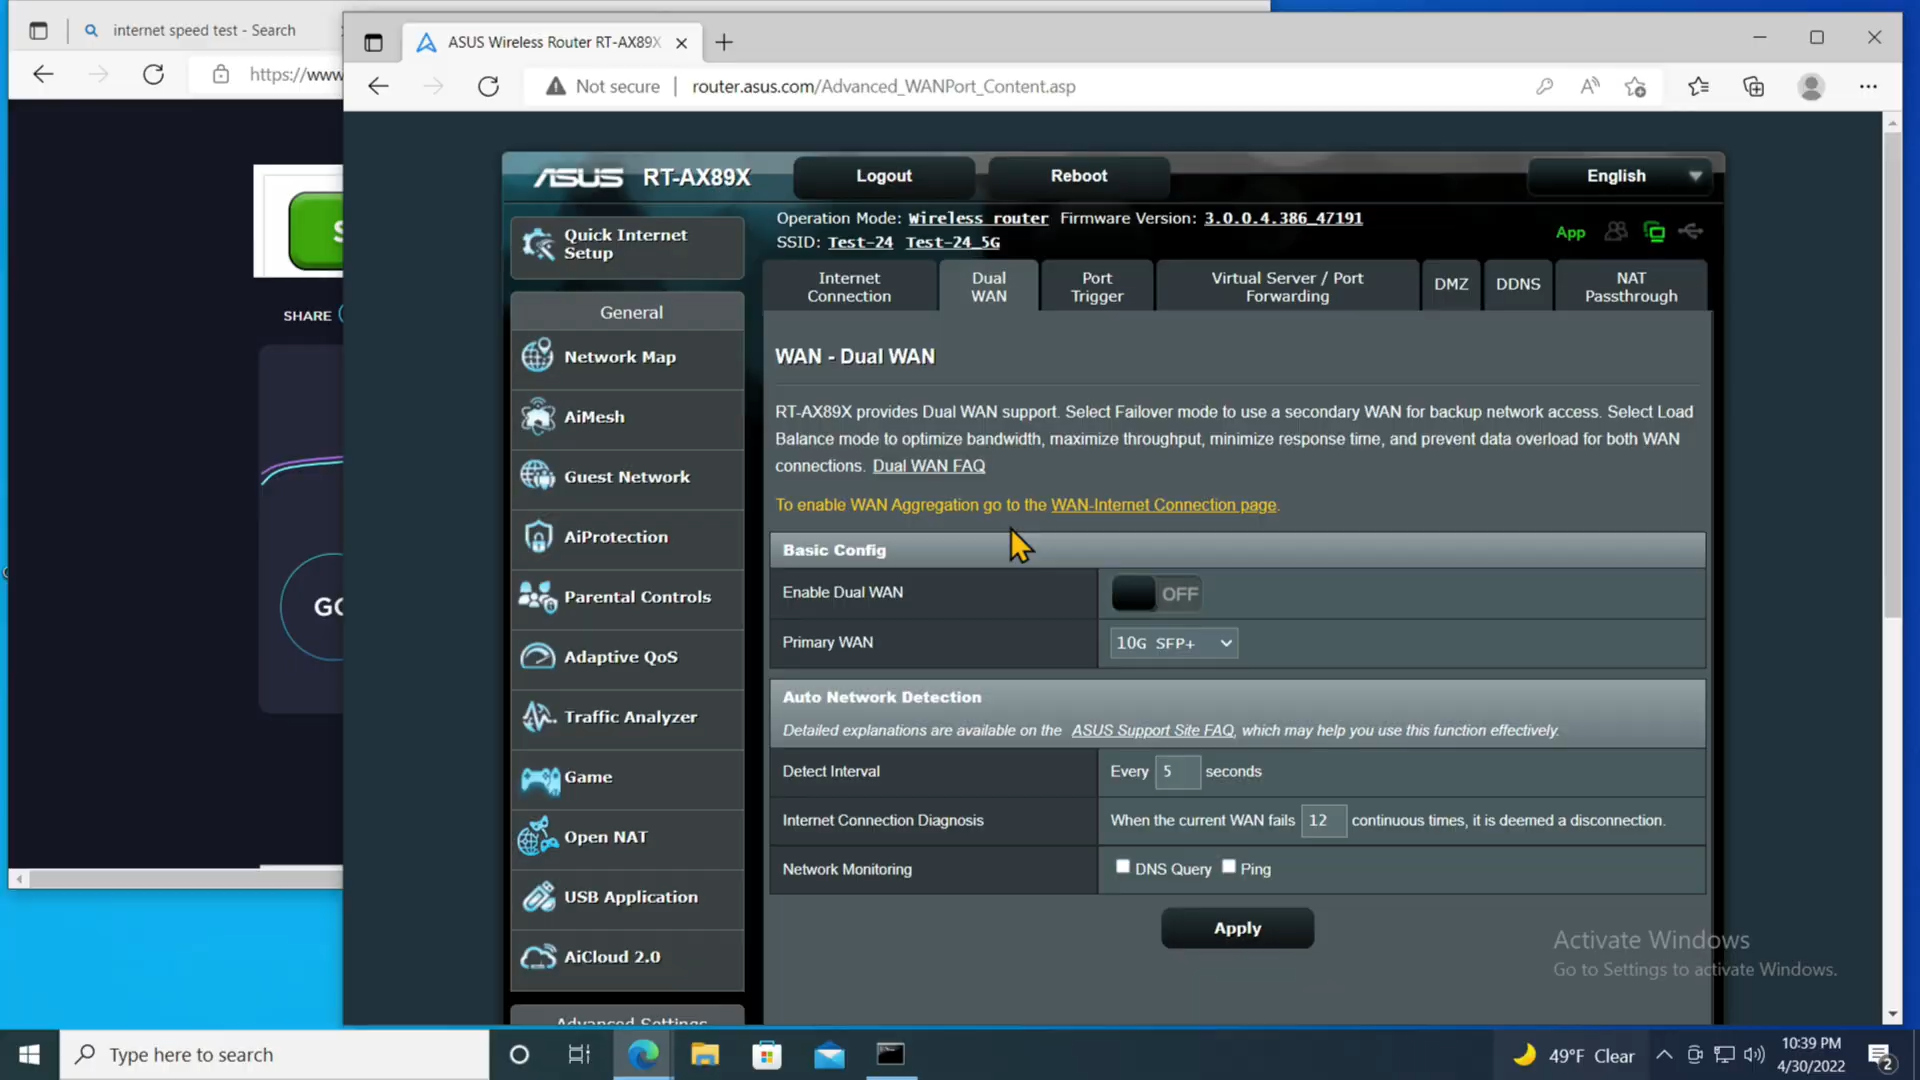 internet speed test - Search
https://www
SHARE
GO
ASUS Wireless Router RT-AX89X
Not secure | router.asus.com/Advanced_WANPort_Content.asp
ASUS RT-AX89X
Logout
Reboot
English
Quick Internet
Setup
General
Network Map
AiMesh
Guest Network
AiProtection
Parental Controls
Adaptive QoS
Traffic Analyzer
Game
Open NAT
USB Application
AiCloud 2.0
Advanced Settings
Operation Mode: Wireless router Firmware Version: 3.0.0.4.386_47191
SSID: Test-24 Test-24_5G
App
Internet
Connection
Dual
WAN
Port
Trigger
Virtual Server / Port
Forwarding
DMZ
DDNS
NAT
Passthrough
WAN - Dual WAN
RT-AX89X provides Dual WAN support. Select Failover mode to use a secondary WAN for backup network access. Select Load
Balance mode to optimize bandwidth, maximize throughput, minimize response time, and prevent data overload for both WAN
connections. Dual WAN FAQ
To enable WAN Aggregation go to the WAN-Internet Connection page.
Basic Config
Enable Dual WAN OFF
Primary WAN 10G SFP+
Auto Network Detection
Detailed explanations are available on the ASUS Support Site FAQ, which may help you use this function effectively.
Detect Interval Every 5 seconds
Internet Connection Diagnosis When the current WAN fails 12 continuous times, it is deemed a disconnection.
Network Monitoring DNS Query Ping
Apply
Activate Windows
Go to Settings to activate Windows.
Type here to search
49°F Clear
10:39 PM
4/30/2022
2